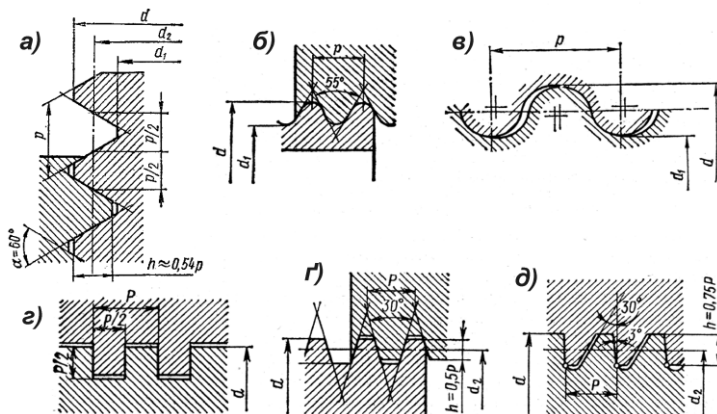 а)
d
d₂
d₁
p
p/2
p/2
α=60°
h≈0,54p
б)
p
55°
d
d₁
в)
p
d
d₁
г)
P
P/2
P/2
d
ґ)
P
30°
d
d₂
h=0,5p
д)
30°
3°
P
d
d₂
h=0,75p